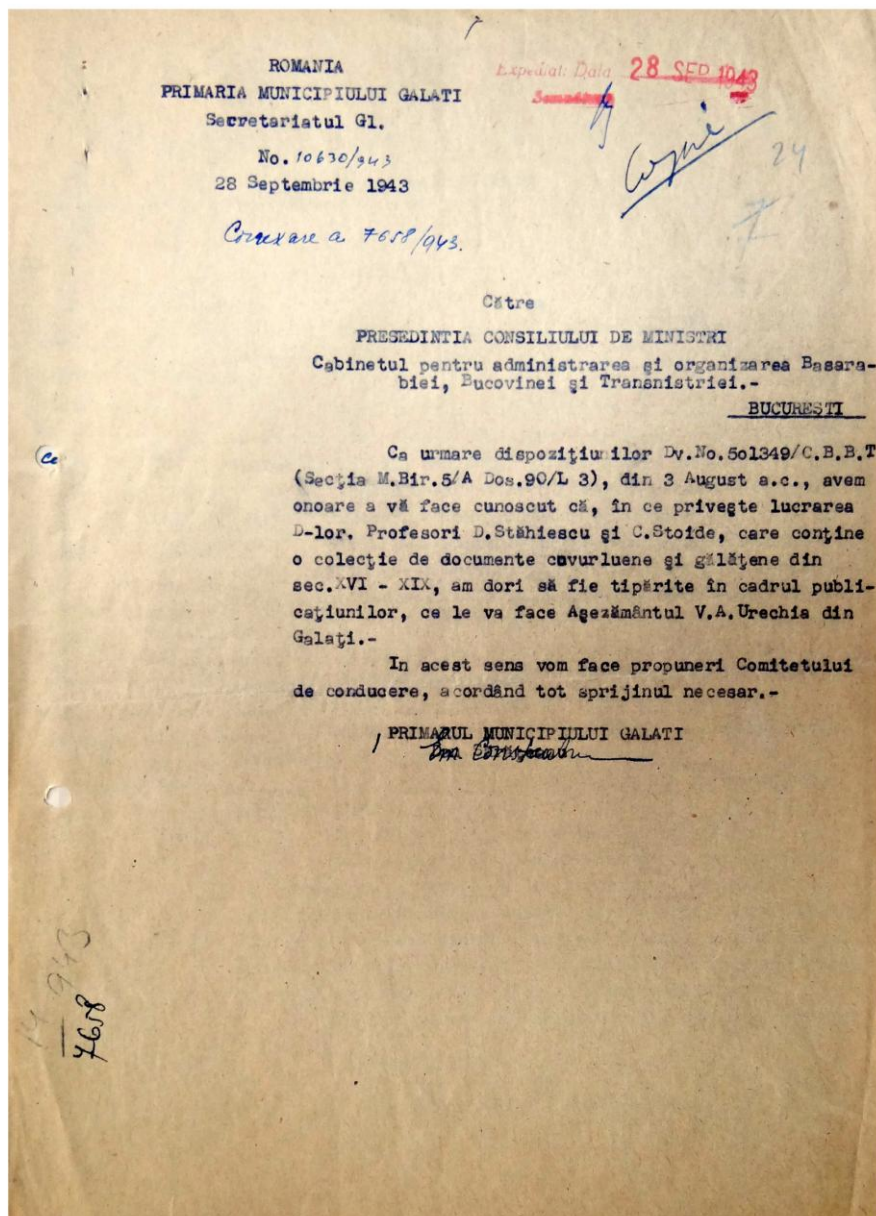 ROMANIA
PRIMARIA MUNICIPIULUI GALATI
Secretariatul Gl.
No. 10630/943
28 Septembrie 1943
Expediat: Data 28 SEP 1943
24
Conexare a 7658/943.
Către
PRESEDINTIA CONSILIULUI DE MINISTRI
Cabinetul pentru administrarea şi organizarea Basara-
biei, Bucovinei şi Transnistriei.-
BUCURESTI
Ca urmare dispoziţiunilor Dv.No.501349/C.B.B.T
(Secţia M.Bir.5/A Dos.90/L 3), din 3 August a.c., avem
onoare a vă face cunoscut că, în ce priveşte lucrarea
D-lor. Profesori D.Stăhiescu şi C.Stoide, care conţine
o colecţie de documente covurluene şi gălăţene din
sec.XVI - XIX, am dori să fie tipărite în cadrul publi-
caţiunilor, ce le va face Aşezământul V.A.Urechia din
Galaţi.-
In acest sens vom face propuneri Comitetului
de conducere, acordând tot sprijinul necesar.-
PRIMARUL MUNICIPIULUI GALATI
943
7658